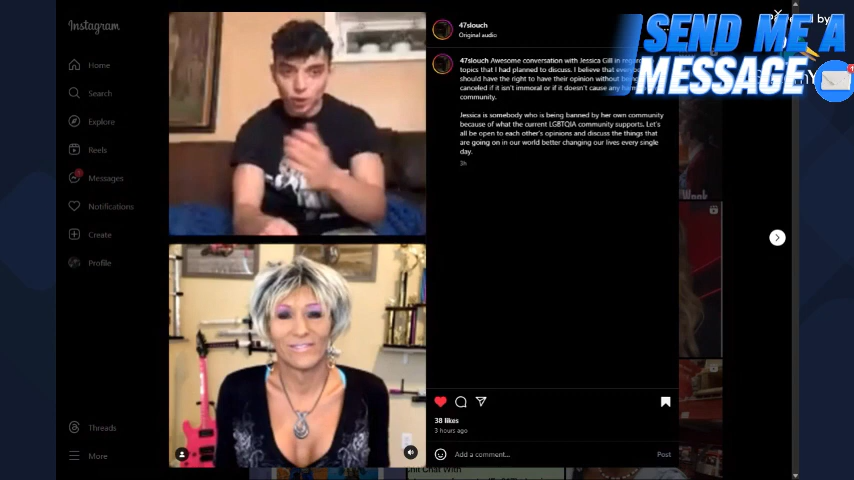 Instagram
Home
Search
Explore
Reels
Messages
Notifications
Create
Profile
Threads
More
47slouch
Original audio
47slouch Awesome conversation with Jessica Gill in
topics that I had planned to discuss. I believe that
should have the right to have their opinion without
canceled if it isn't immoral or if it doesn't cause any
community.
Jessica is somebody who is being banned by her own community
because of what the current LGBTQIA community supports. Let's
all be open to each other's opinions and discuss the things that
are going on in our world better changing our lives every single
day.
3h
38 likes
3 hours ago
Add a comment...
Post
SEND ME A
MESSAGE
by
Chat With